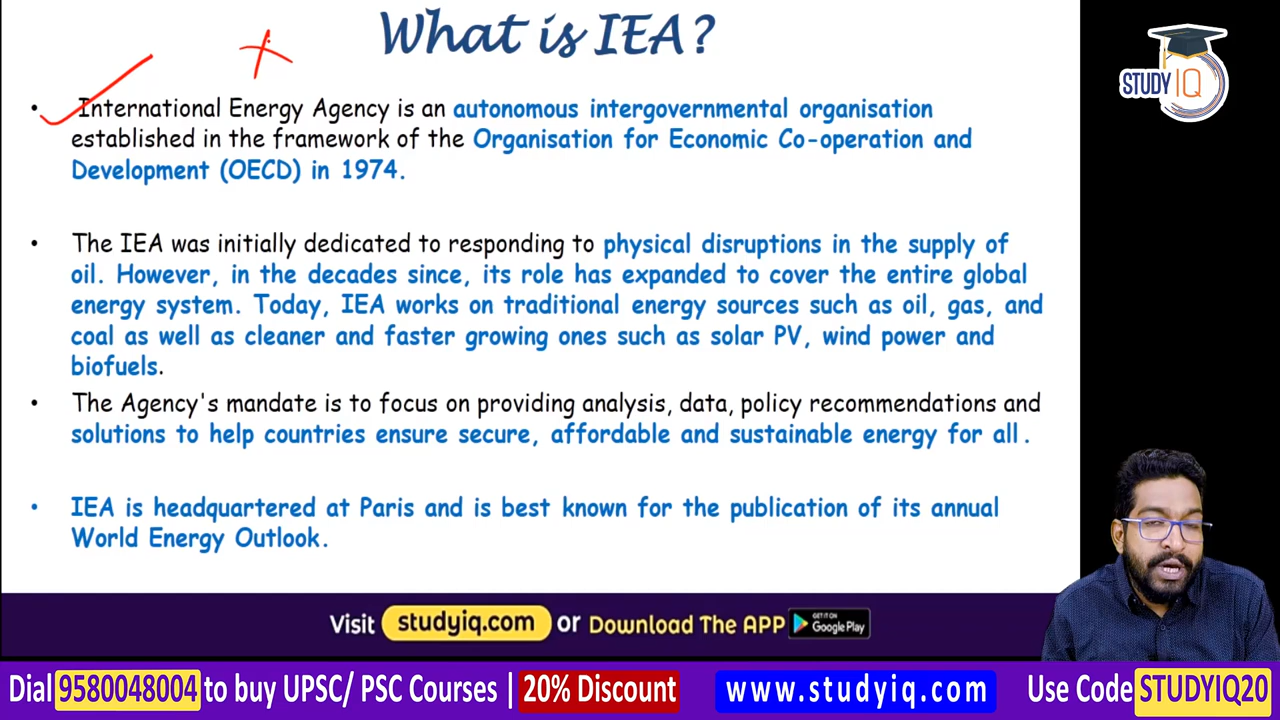 What is IEA?
STUDY IQ
• International Energy Agency is an autonomous intergovernmental organisation
established in the framework of the Organisation for Economic Co-operation and
Development (OECD) in 1974.
• The IEA was initially dedicated to responding to physical disruptions in the supply of
oil. However, in the decades since, its role has expanded to cover the entire global
energy system. Today, IEA works on traditional energy sources such as oil, gas, and
coal as well as cleaner and faster growing ones such as solar PV, wind power and
biofuels.
• The Agency's mandate is to focus on providing analysis, data, policy recommendations and
solutions to help countries ensure secure, affordable and sustainable energy for all.
• IEA is headquartered at Paris and is best known for the publication of its annual
World Energy Outlook.
Visit studyiq.com or Download The APP GET IT ON Google Play
Dial 9580048004 to buy UPSC/ PSC Courses | 20% Discount www.studyiq.com Use Code STUDYIQ20